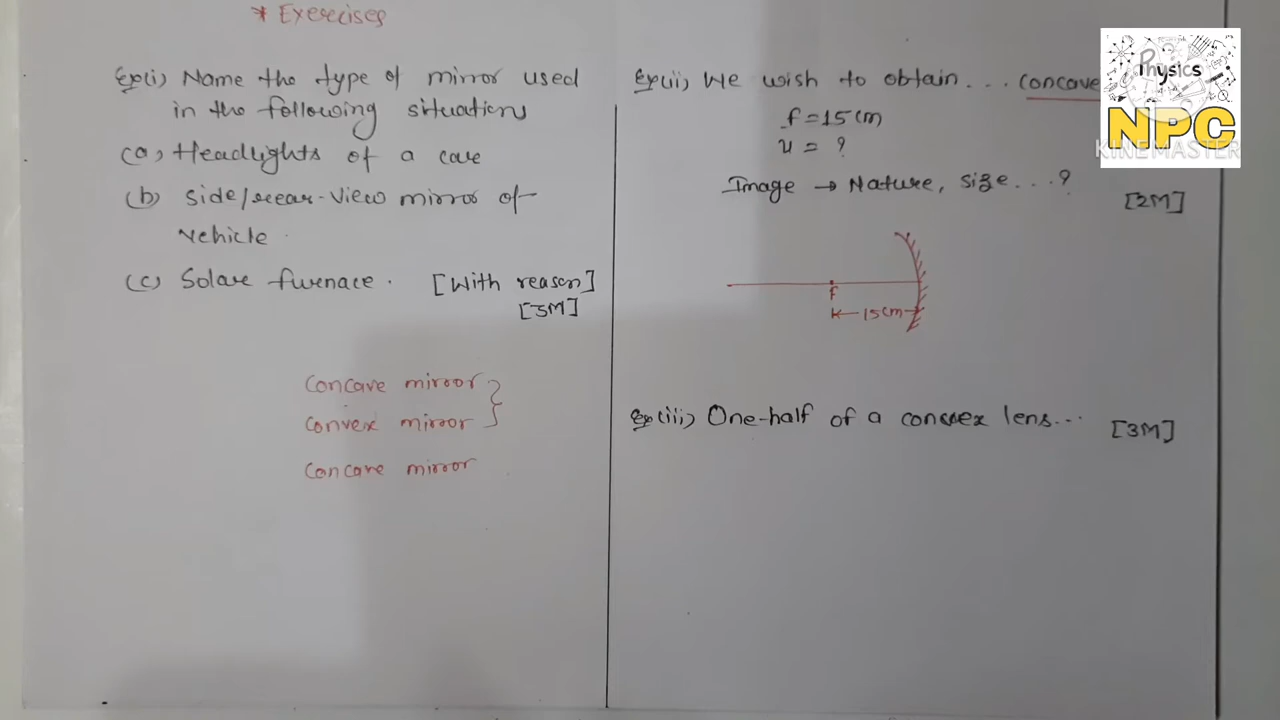 * Exercises
Ex(i) Name the type of mirror used
in the following situations
(a) Headlights of a car
(b) side/rear-view mirror of
vehicle.
(c) Solar furnace. [With reason]
[3M]
Concave mirror
Convex mirror
Concave mirror
Ex(ii) We wish to obtain... concave
f = 15 cm
u = ?
Image → Nature, size...?
[2M]
f
15 cm
Ex(iii) One-half of a convex lens...
[3M]
Physics
NPC
KINEMASTER